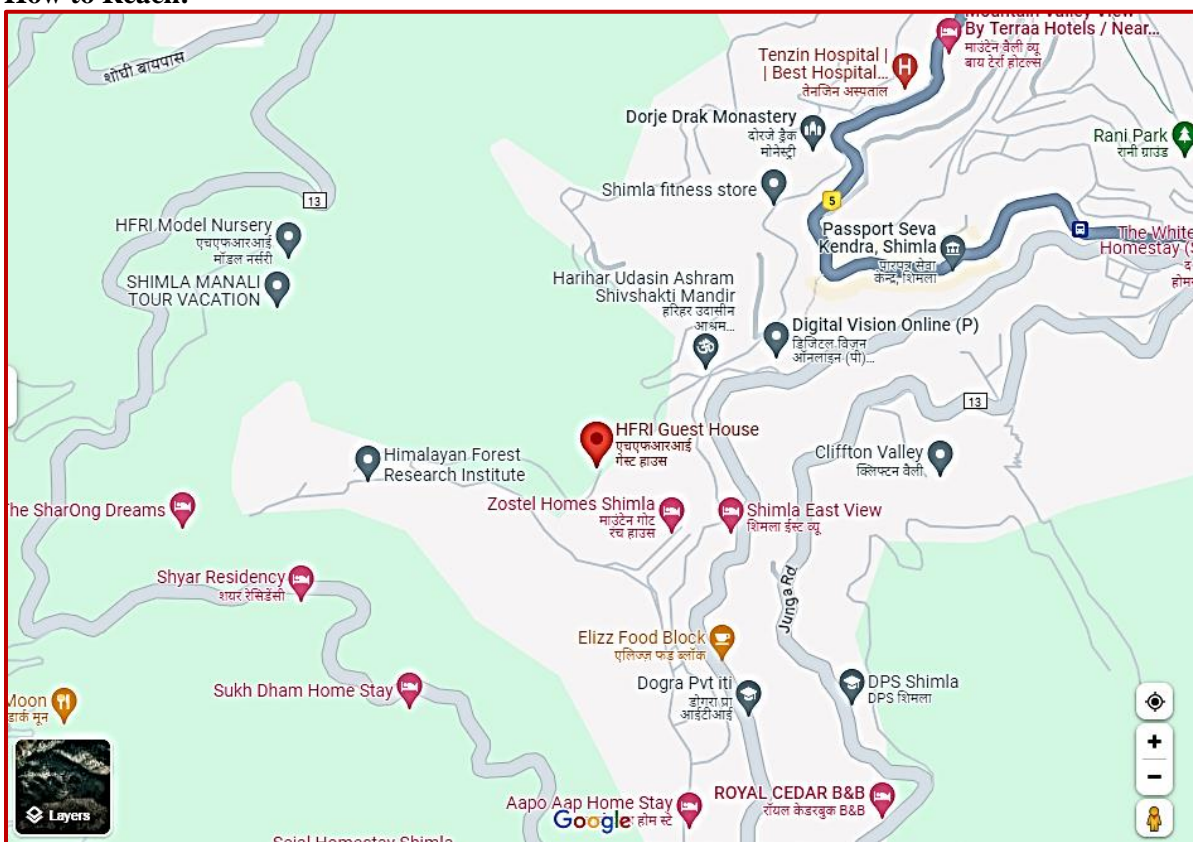 How to Reach:
Mountain Valley View
By Terraa Hotels / Near...
माउंटेन वैली व्यू
बाय टेर्रा होटल्स
शोघी बायपास
Tenzin Hospital |
| Best Hospital...
तेनजिन अस्पताल
Dorje Drak Monastery
दोरजे ड्रैक
मोनेस्ट्री
Rani Park
रानी ग्राउंड
Shimla fitness store
13
5
HFRI Model Nursery
एचएफआरआई
मॉडल नर्सरी
Passport Seva
Kendra, Shimla
पासपोर्ट सेवा
केन्द्र, शिमला
The White
Homestay (S
द
होमस
SHIMLA MANALI
TOUR VACATION
Harihar Udasin Ashram
Shivshakti Mandir
हरिहर उदासीन
आश्रम...
Digital Vision Online (P)
डिजिटल विज़न
ऑनलाइन (पी)...
13
HFRI Guest House
एचएफआरआई
गेस्ट हाउस
Himalayan Forest
Research Institute
Cliffton Valley
क्लिफ्टन वैली
The SharOng Dreams
Zostel Homes Shimla
माउंटेन गोट
रंच हाउस
Shimla East View
शिमला ईस्ट व्यू
Shyar Residency
शयर रेसिडेंसी
Junga Rd
Elizz Food Block
एलिज्ज़ फ़ूड ब्लॉक
Sukh Dham Home Stay
Dogra Pvt iti
डोगरा प्रा
आईटीआई
DPS Shimla
DPS शिमला
Moon
डार्क मून
Layers
Aapo Aap Home Stay
होम स्टे
Google
ROYAL CEDAR B&B
रॉयल केडरबुक B&B